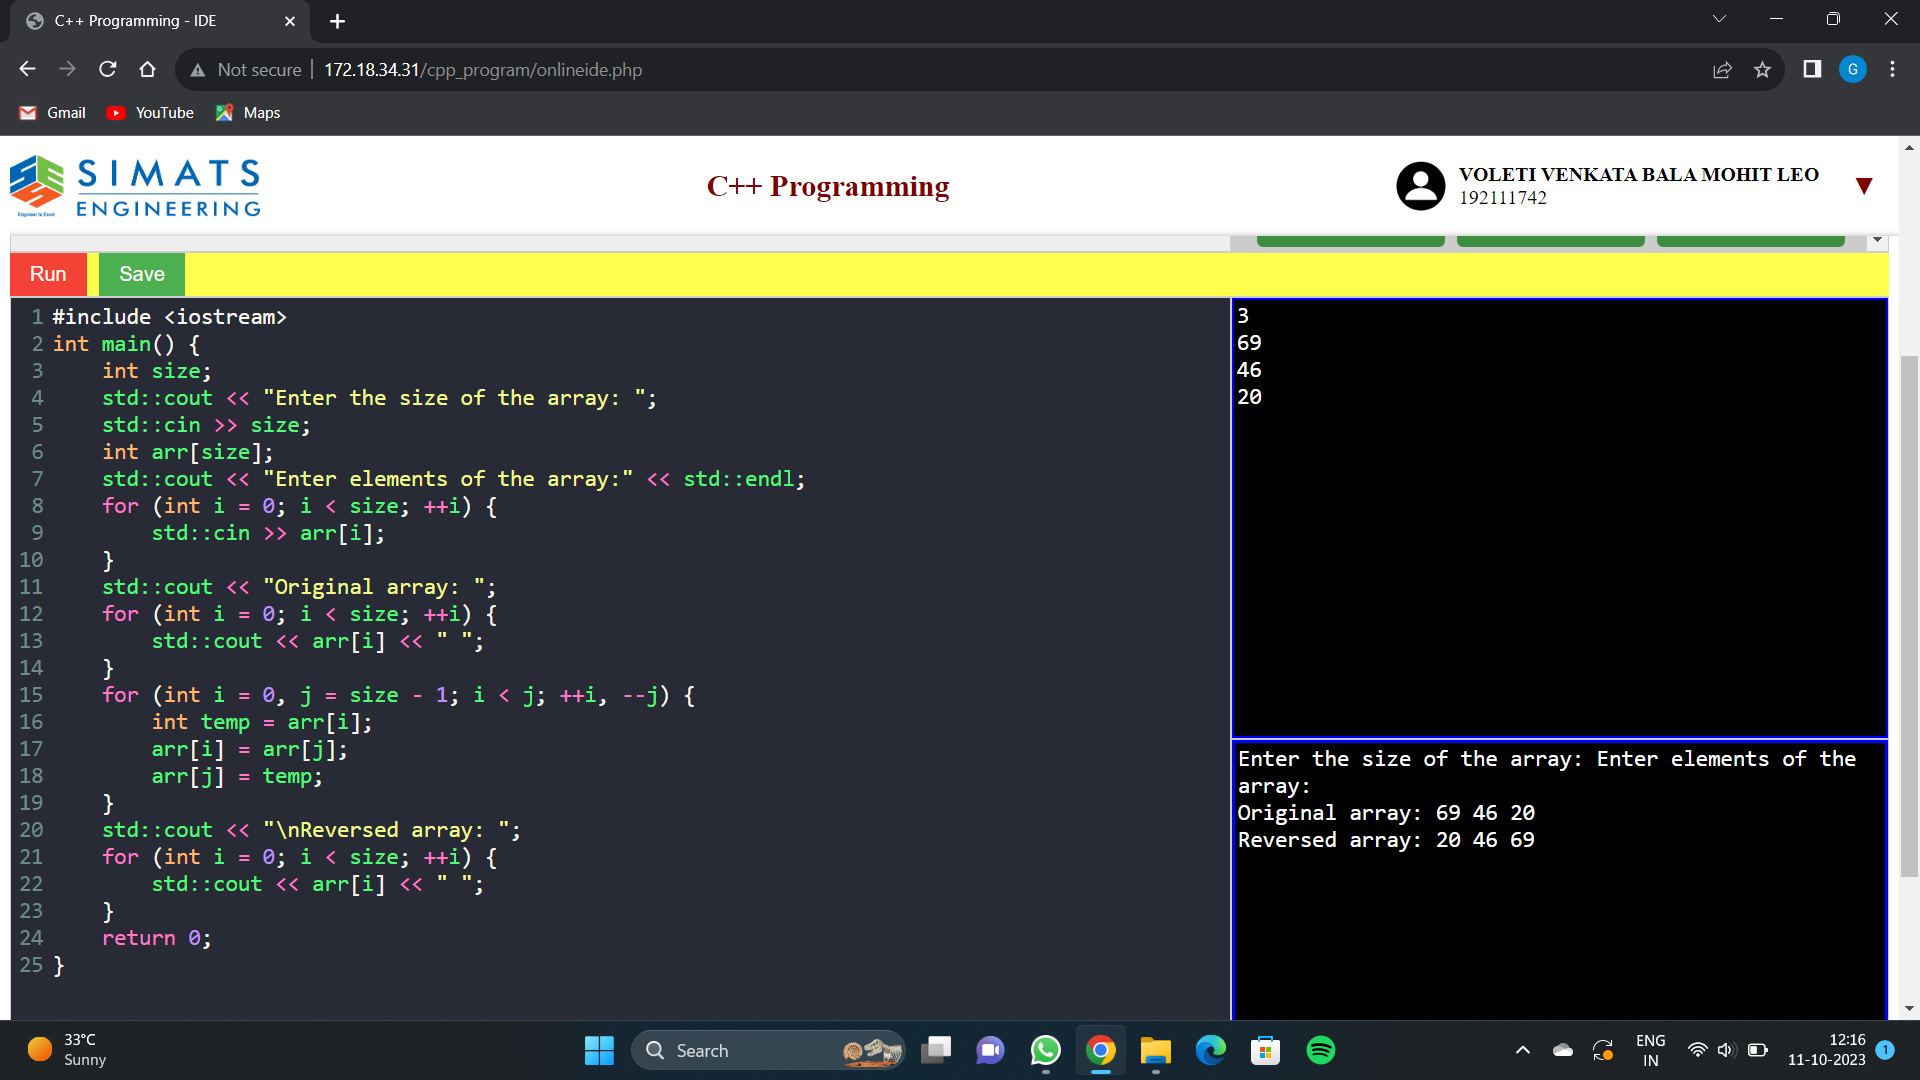 C++ Programming - IDE
Not secure | 172.18.34.31/cpp_program/onlineide.php
G
Gmail YouTube Maps
SIMATS
ENGINEERING
Engineer to Excel
C++ Programming
VOLETI VENKATA BALA MOHIT LEO
192111742
Run Save
1 #include <iostream>
2 int main() {
3     int size;
4     std::cout << "Enter the size of the array: ";
5     std::cin >> size;
6     int arr[size];
7     std::cout << "Enter elements of the array:" << std::endl;
8     for (int i = 0; i < size; ++i) {
9         std::cin >> arr[i];
10     }
11     std::cout << "Original array: ";
12     for (int i = 0; i < size; ++i) {
13         std::cout << arr[i] << " ";
14     }
15     for (int i = 0, j = size - 1; i < j; ++i, --j) {
16         int temp = arr[i];
17         arr[i] = arr[j];
18         arr[j] = temp;
19     }
20     std::cout << "\nReversed array: ";
21     for (int i = 0; i < size; ++i) {
22         std::cout << arr[i] << " ";
23     }
24     return 0;
25 }
3
69
46
20
Enter the size of the array: Enter elements of the
array:
Original array: 69 46 20
Reversed array: 20 46 69
33°C
Sunny
Search
ENG
IN
12:16
11-10-2023
1